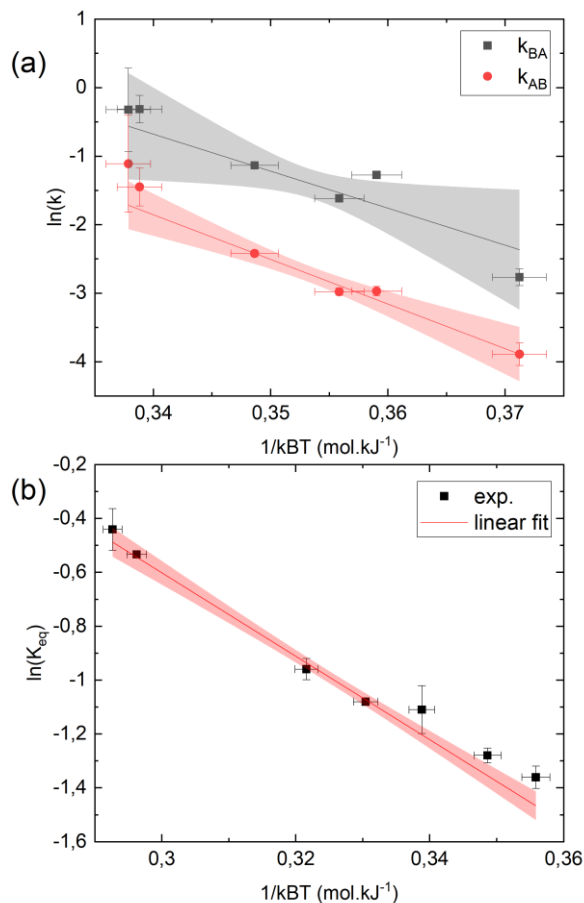 (a)
k_BA
k_AB
ln(k)
0
-1
-2
-3
-4
0,34
0,35
0,36
0,37
1/kBT (mol.kJ⁻¹)
(b)
exp.
linear fit
ln(K_eq)
-0,2
-0,4
-0,6
-0,8
-1
-1,2
-1,4
-1,6
0,3
0,32
0,34
0,36
1/kBT (mol.kJ⁻¹)